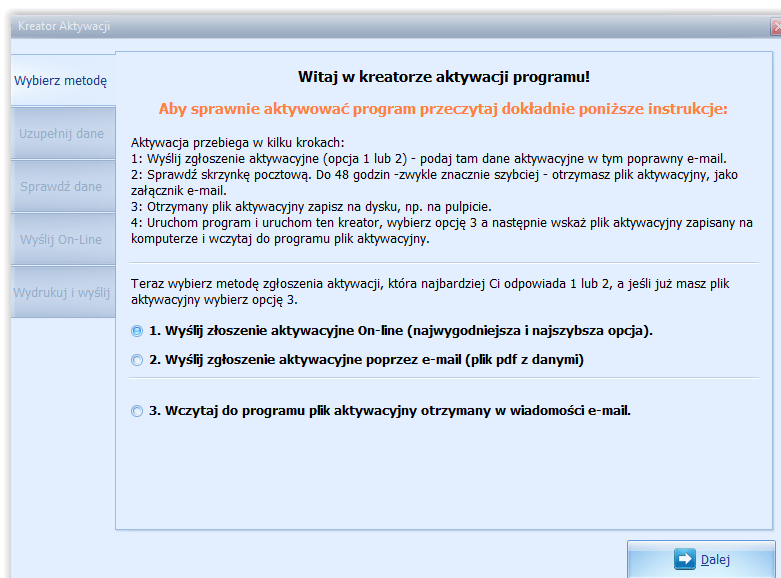 Kreator Aktywacji
Wybierz metodę
Uzupełnij dane
Sprawdź dane
Wyślij On-Line
Wydrukuj i wyślij
Witaj w kreatorze aktywacji programu!
Aby sprawnie aktywować program przeczytaj dokładnie poniższe instrukcje:
Aktywacja przebiega w kilku krokach:
1: Wyślij zgłoszenie aktywacyjne (opcja 1 lub 2) - podaj tam dane aktywacyjne w tym poprawny e-mail.
2: Sprawdź skrzynkę pocztową. Do 48 godzin -zwykle znacznie szybciej - otrzymasz plik aktywacyjny, jako
załącznik e-mail.
3: Otrzymany plik aktywacyjny zapisz na dysku, np. na pulpicie.
4: Uruchom program i uruchom ten kreator, wybierz opcję 3 a następnie wskaż plik aktywacyjny zapisany na
komputerze i wczytaj do programu plik aktywacyjny.
Teraz wybierz metodę zgłoszenia aktywacji, która najbardziej Ci odpowiada 1 lub 2, a jeśli już masz plik
aktywacyjny wybierz opcję 3.
1. Wyślij złoszenie aktywacyjne On-line (najwygodniejsza i najszybsza opcja).
2. Wyślij zgłoszenie aktywacyjne poprzez e-mail (plik pdf z danymi)
3. Wczytaj do programu plik aktywacyjny otrzymany w wiadomości e-mail.
Dalej